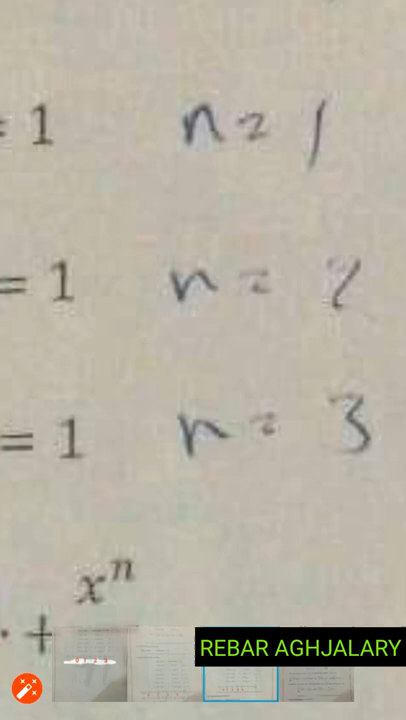 = 1 n = 1
= 1 n = 2
= 1 n = 3
x^n
· +
REBAR AGHJALARY